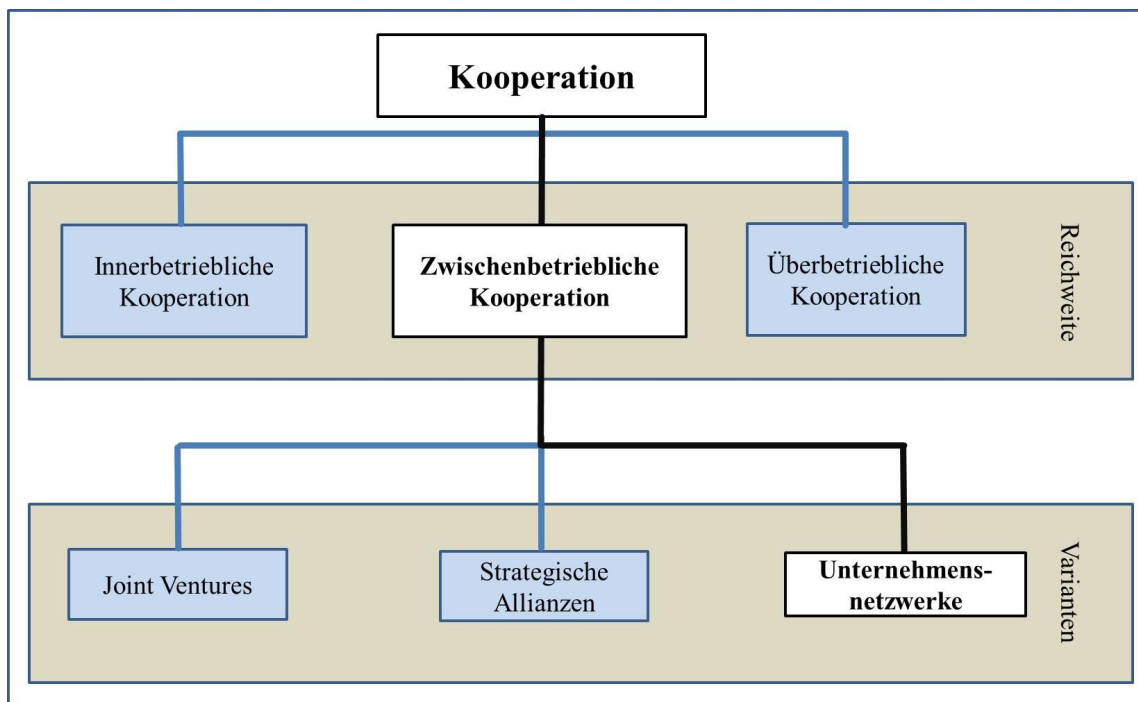 Kooperation
Innerbetriebliche
Kooperation
Zwischenbetriebliche
Kooperation
Überbetriebliche
Kooperation
Reichweite
Joint Ventures
Strategische
Allianzen
Unternehmens-
netzwerke
Varianten